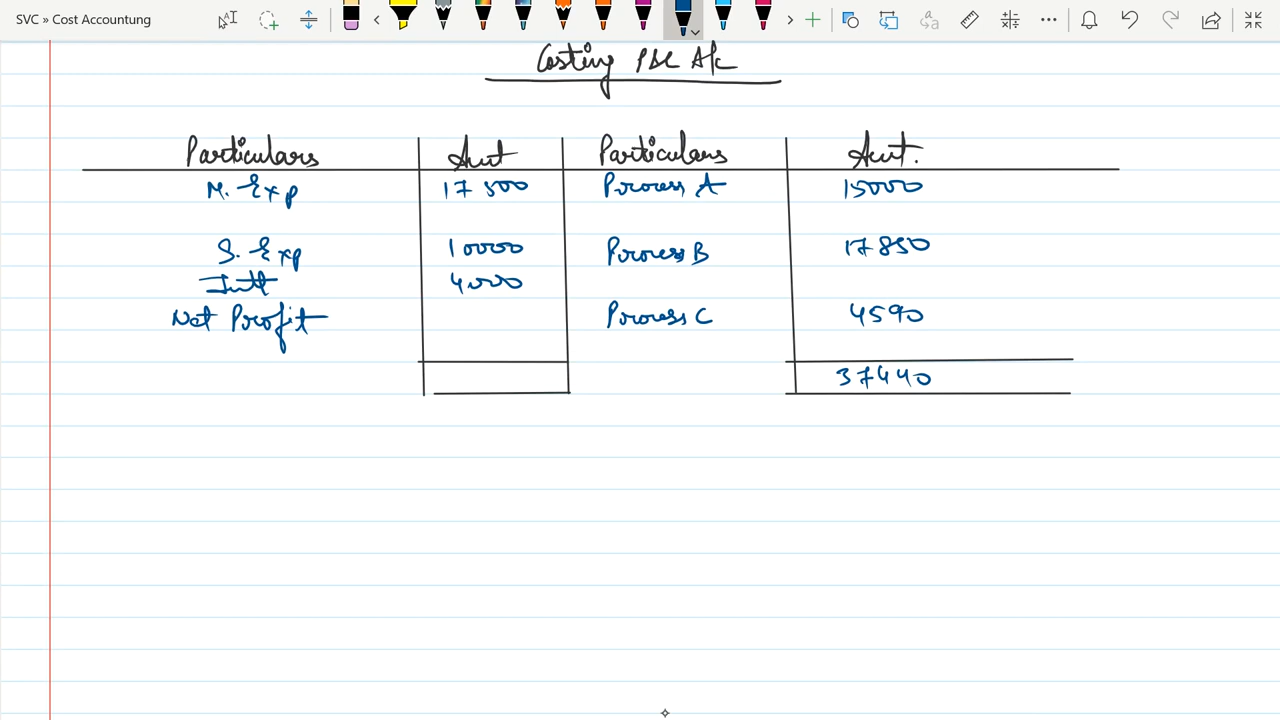 SVC » Cost Accountung
Costing P&L A/c
Particulars Amt Particulars Amt.
M. Exp 17500 Process A 15000
S. Exp 10000 Process B 17850
Intt 4000
Net Profit Process C 4590
37440